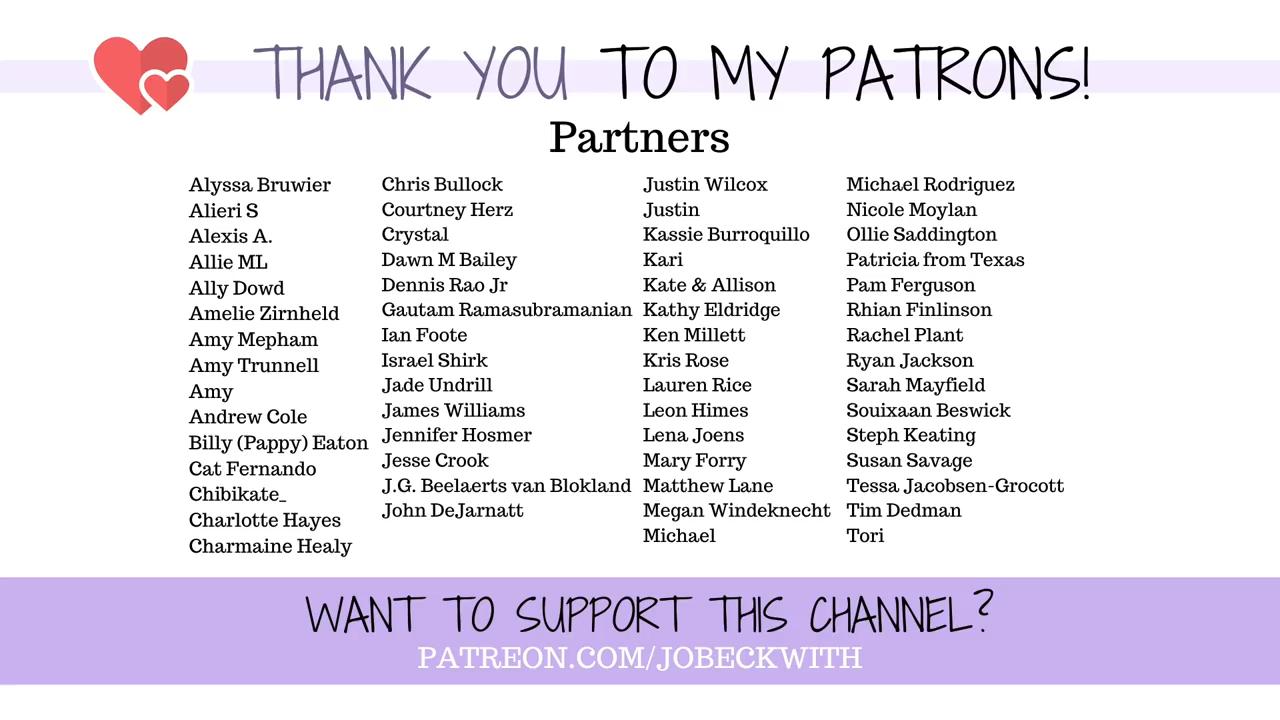 THANK YOU TO MY PATRONS!
Partners
Alyssa Bruwier
Alieri S
Alexis A.
Allie ML
Ally Dowd
Amelie Zirnheld
Amy Mepham
Amy Trunnell
Amy
Andrew Cole
Billy (Pappy) Eaton
Cat Fernando
Chibikate_
Charlotte Hayes
Charmaine Healy
Chris Bullock
Courtney Herz
Crystal
Dawn M Bailey
Dennis Rao Jr
Gautam Ramasubramanian
Ian Foote
Israel Shirk
Jade Undrill
James Williams
Jennifer Hosmer
Jesse Crook
J.G. Beelaerts van Blokland
John DeJarnatt
Justin Wilcox
Justin
Kassie Burroquillo
Kari
Kate & Allison
Kathy Eldridge
Ken Millett
Kris Rose
Lauren Rice
Leon Himes
Lena Joens
Mary Forry
Matthew Lane
Megan Windeknecht
Michael
Michael Rodriguez
Nicole Moylan
Ollie Saddington
Patricia from Texas
Pam Ferguson
Rhian Finlinson
Rachel Plant
Ryan Jackson
Sarah Mayfield
Souixaan Beswick
Steph Keating
Susan Savage
Tessa Jacobsen-Grocott
Tim Dedman
Tori
WANT TO SUPPORT THIS CHANNEL?
PATREON.COM/JOBECKWITH